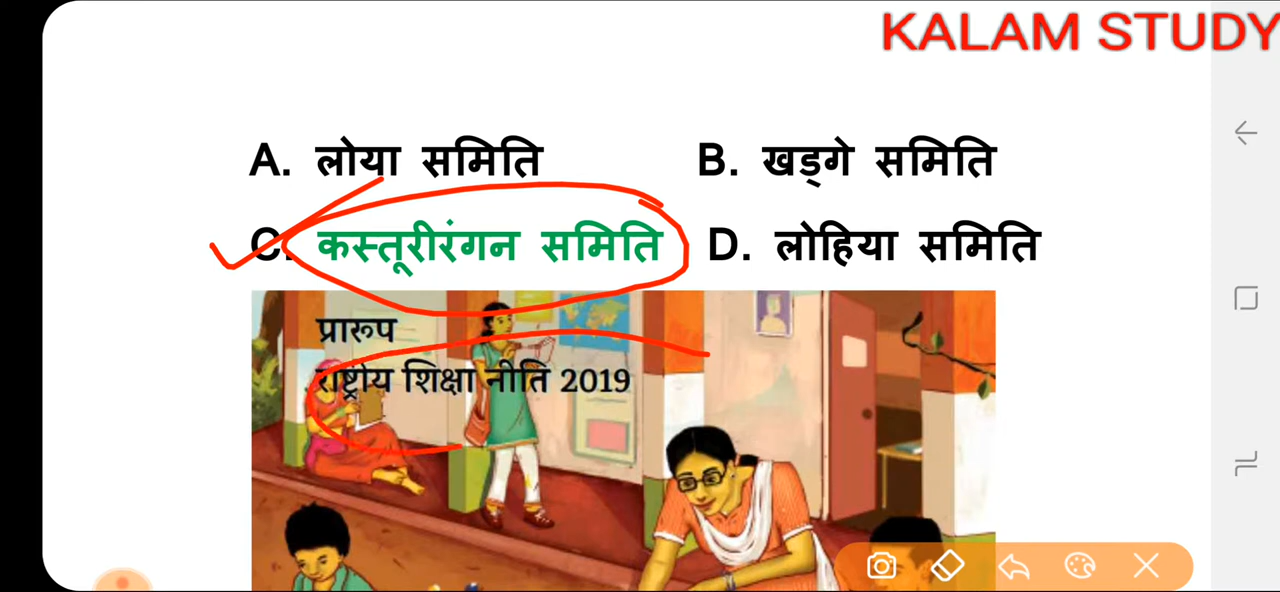 KALAM STUDY
A. लोया समिति B. खड्गे समिति
C. कस्तूरीरंगन समिति D. लोहिया समिति
प्रारूप
राष्ट्रीय शिक्षा नीति 2019